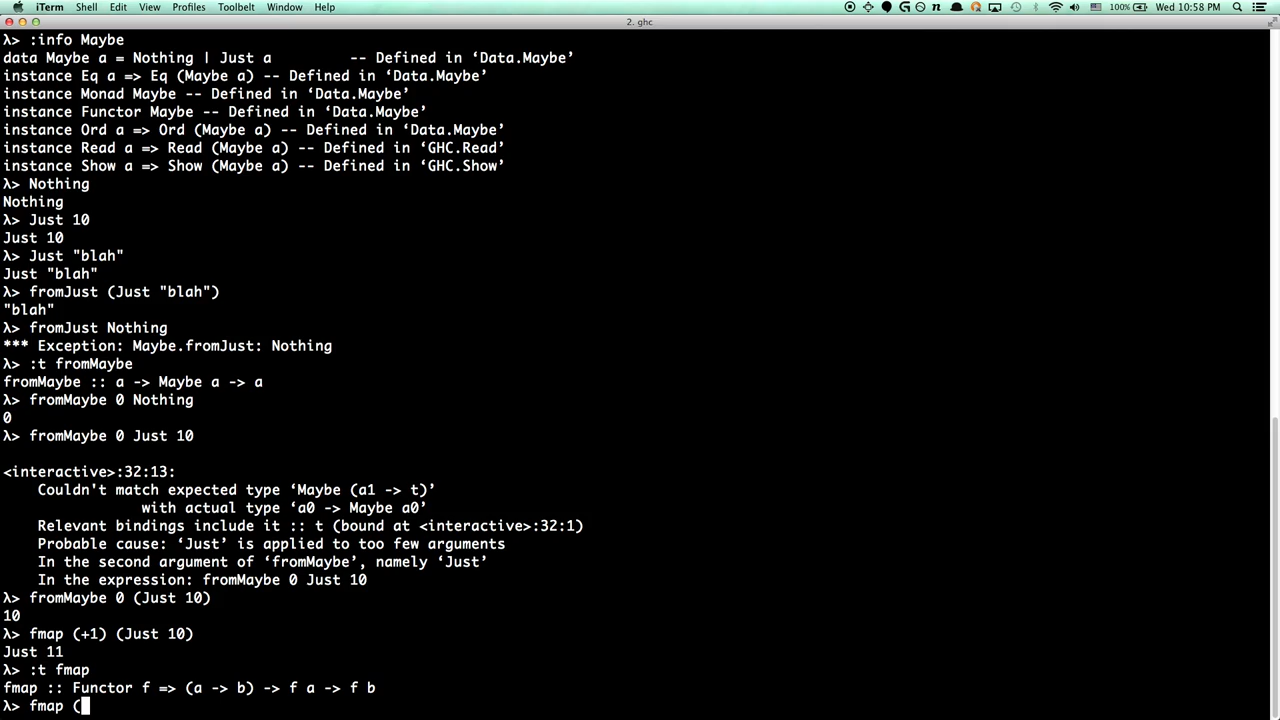 iTerm Shell Edit View Profiles Toolbelt Window Help 100% Wed 10:58 PM
2. ghc
λ> :info Maybe
data Maybe a = Nothing | Just a -- Defined in ‘Data.Maybe’
instance Eq a => Eq (Maybe a) -- Defined in ‘Data.Maybe’
instance Monad Maybe -- Defined in ‘Data.Maybe’
instance Functor Maybe -- Defined in ‘Data.Maybe’
instance Ord a => Ord (Maybe a) -- Defined in ‘Data.Maybe’
instance Read a => Read (Maybe a) -- Defined in ‘GHC.Read’
instance Show a => Show (Maybe a) -- Defined in ‘GHC.Show’
λ> Nothing
Nothing
λ> Just 10
Just 10
λ> Just "blah"
Just "blah"
λ> fromJust (Just "blah")
"blah"
λ> fromJust Nothing
*** Exception: Maybe.fromJust: Nothing
λ> :t fromMaybe
fromMaybe :: a -> Maybe a -> a
λ> fromMaybe 0 Nothing
0
λ> fromMaybe 0 Just 10
<interactive>:32:13:
Couldn't match expected type ‘Maybe (a1 -> t)’
with actual type ‘a0 -> Maybe a0’
Relevant bindings include it :: t (bound at <interactive>:32:1)
Probable cause: ‘Just’ is applied to too few arguments
In the second argument of ‘fromMaybe’, namely ‘Just’
In the expression: fromMaybe 0 Just 10
λ> fromMaybe 0 (Just 10)
10
λ> fmap (+1) (Just 10)
Just 11
λ> :t fmap
fmap :: Functor f => (a -> b) -> f a -> f b
λ> fmap (